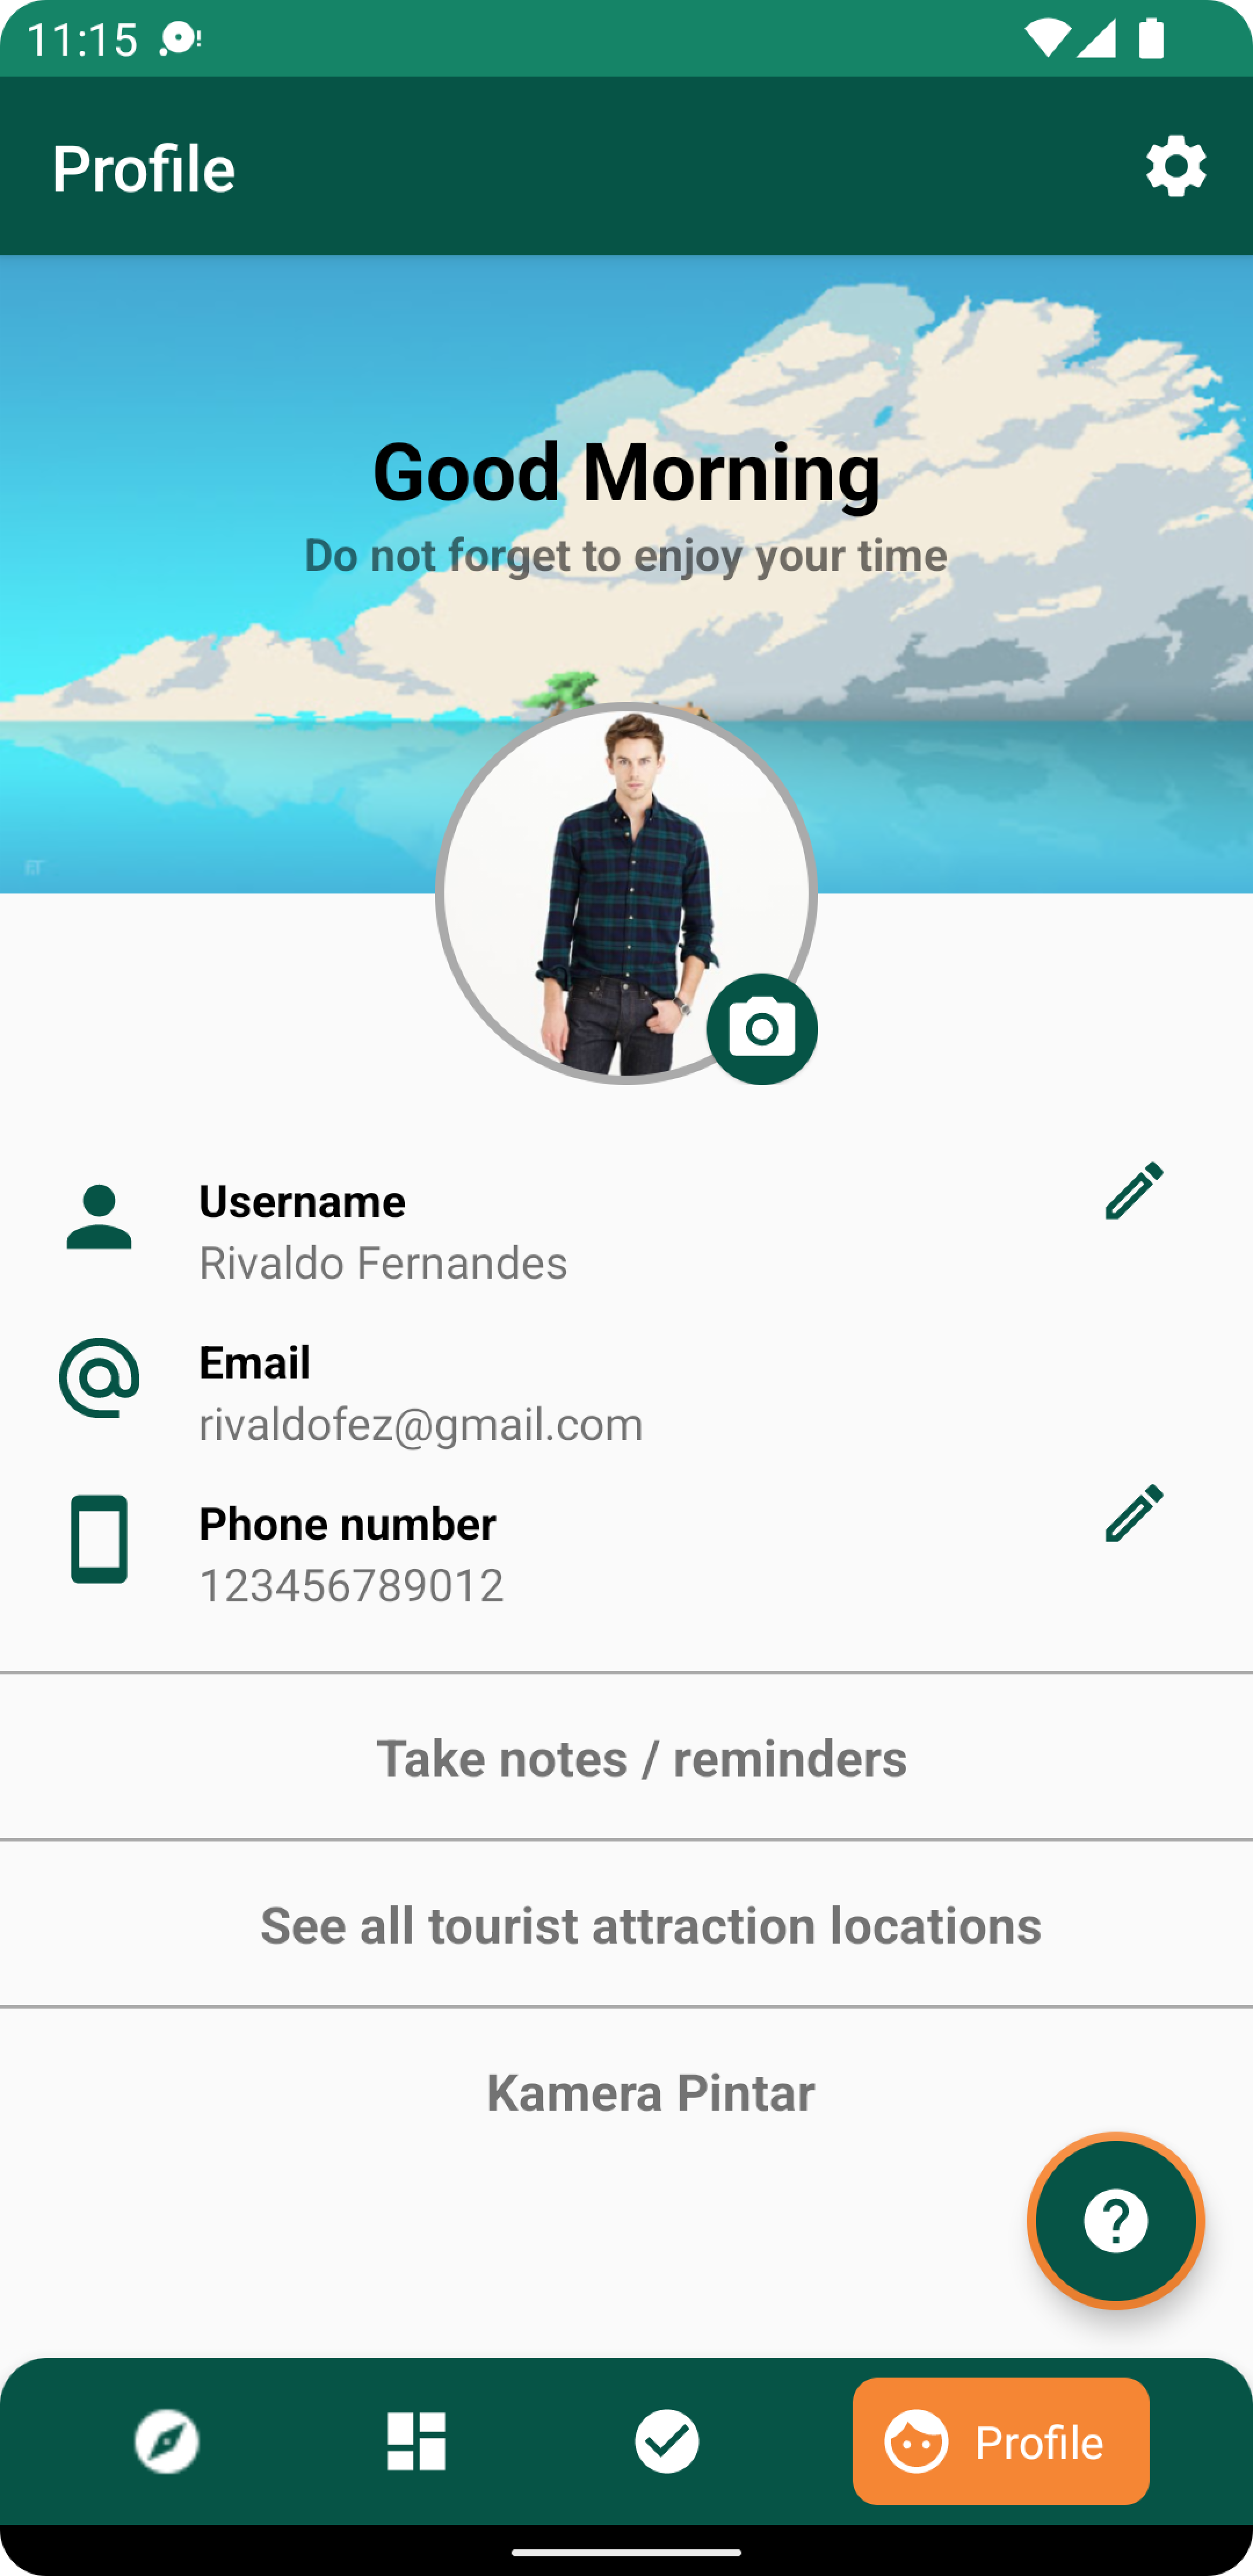 11:15
Profile
Good Morning
Do not forget to enjoy your time
Username
Rivaldo Fernandes
Email
rivaldofez@gmail.com
Phone number
123456789012
Take notes / reminders
See all tourist attraction locations
Kamera Pintar
Profile